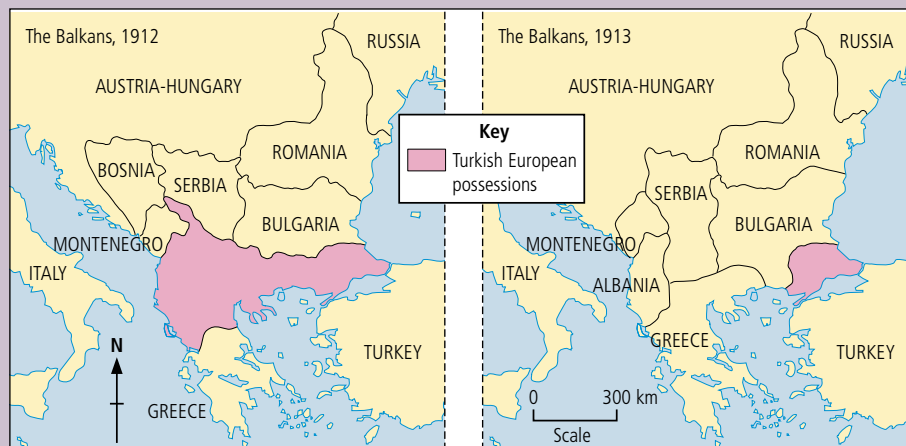 The Balkans, 1912
RUSSIA
AUSTRIA-HUNGARY
ROMANIA
BOSNIA
SERBIA
BULGARIA
MONTENEGRO
ITALY
N
TURKEY
GREECE
Key
Turkish European
possessions
The Balkans, 1913
RUSSIA
AUSTRIA-HUNGARY
ROMANIA
SERBIA
BULGARIA
MONTENEGRO
ITALY
ALBANIA
GREECE
TURKEY
0 300 km
Scale